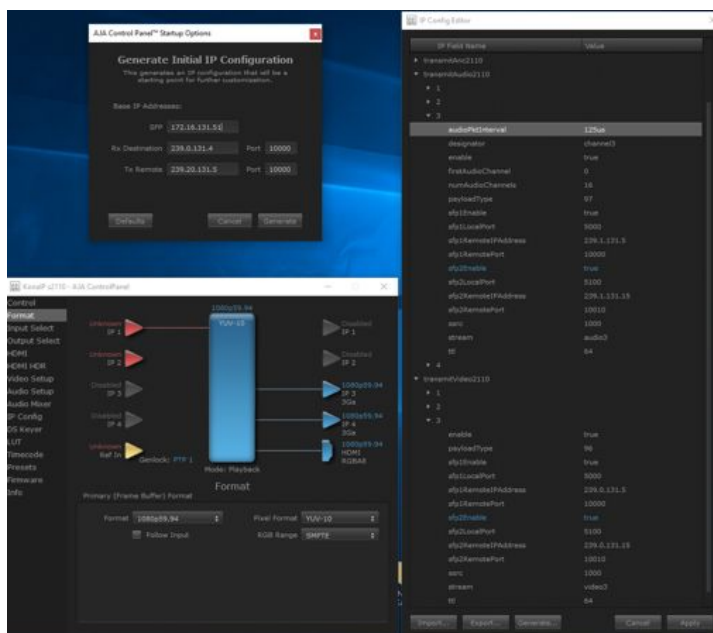 AJA Control Panel™ Startup Options
Generate Initial IP Configuration
This generates an IP configuration that will be a
starting point for further customization.
Base IP Addresses:
SFP 172.16.131.51
Rx Destination 239.0.131.4 Port 10000
Tx Remote 239.20.131.5 Port 10000
Defaults Cancel Generate
KonaIP s2110 - AJA ControlPanel
Control
Format
Input Select
Output Select
HDMI
HDMI HDR
Video Setup
Audio Setup
Audio Mixer
IP Config
DS Keyer
LUT
Timecode
Presets
Firmware
Info
1080p59.94
YUV-10
Unknown
IP 1
Unknown
IP 2
Disabled
IP 3
Disabled
IP 4
Unknown
Ref In
Genlock: PTP 1
Mode: Playback
Disabled
IP 1
Disabled
IP 2
1080p59.94
IP 3
3Ga
1080p59.94
IP 4
3Ga
1080p59.94
HDMI
RGB
Format
Primary (Frame Buffer) Format
Format 1080p59.94 Pixel Format YUV-10
Follow Input RGB Range SMPTE
IP Config Editor
IP Field Name Value
transmitAnc2110
transmitAudio2110
1
2
3
audioPktInterval 125us
designator channel3
enable true
firstAudioChannel 0
numAudioChannels 16
payloadType 97
sfp1Enable true
sfp1LocalPort 5000
sfp1RemoteIPAddress 239.1.131.5
sfp1RemotePort 10000
sfp2Enable true
sfp2LocalPort 5100
sfp2RemoteIPAddress 239.1.131.15
sfp2RemotePort 10010
ssrc 1000
stream audio3
ttl 64
4
transmitVideo2110
1
2
3
enable true
payloadType 96
sfp1Enable true
sfp1LocalPort 5000
sfp1RemoteIPAddress 239.0.131.5
sfp1RemotePort 10000
sfp2Enable true
sfp2LocalPort 5100
sfp2RemoteIPAddress 239.0.131.15
sfp2RemotePort 10010
ssrc 1000
stream video3
ttl 64
Import... Export... Generate... Cancel Apply